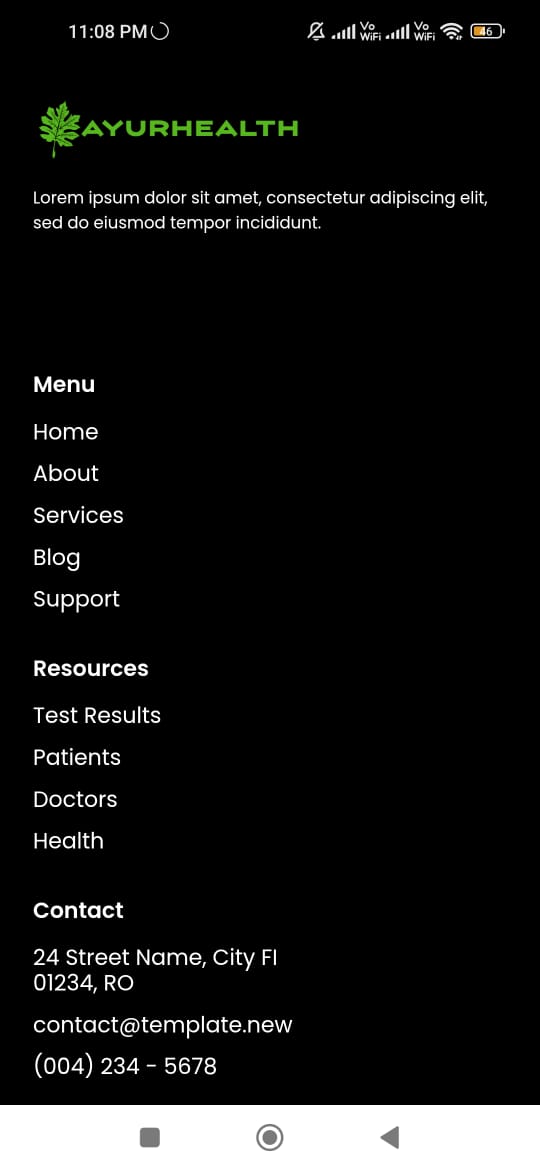 11:08 PM
Vo WiFi Vo WiFi 46
AYURHEALTH
Lorem ipsum dolor sit amet, consectetur adipiscing elit,
sed do eiusmod tempor incididunt.
Menu
Home
About
Services
Blog
Support
Resources
Test Results
Patients
Doctors
Health
Contact
24 Street Name, City FI
01234, RO
contact@template.new
(004) 234 - 5678